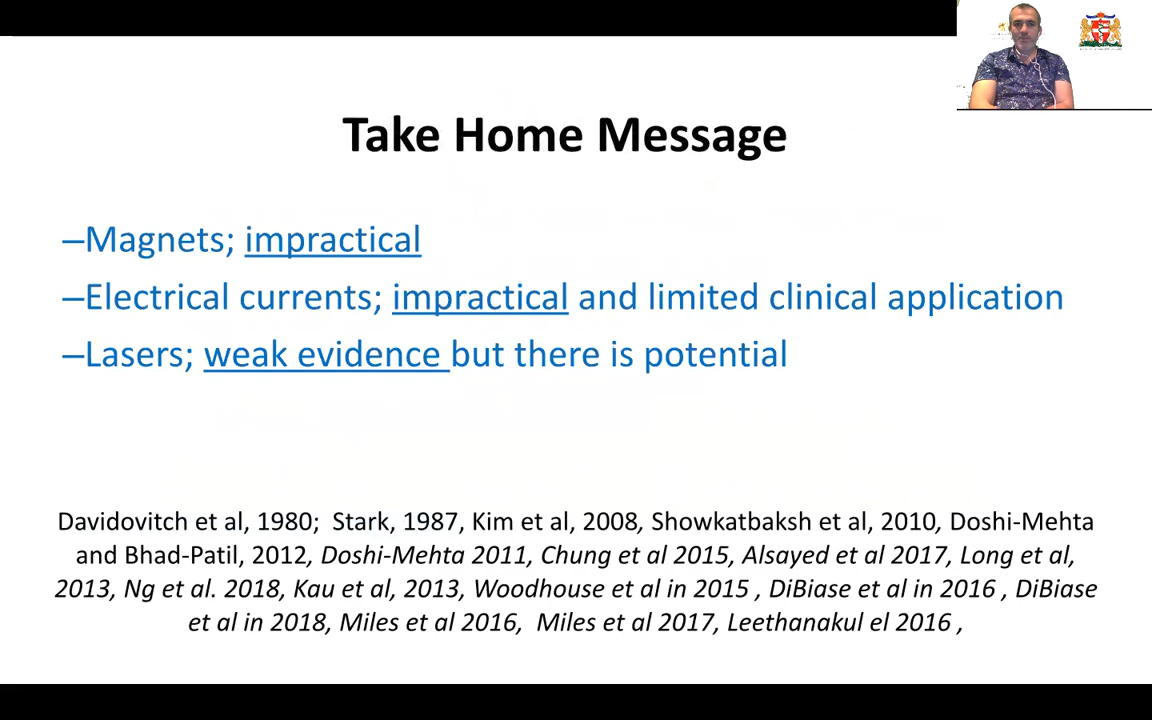 Take Home Message
–Magnets; impractical
–Electrical currents; impractical and limited clinical application
–Lasers; weak evidence but there is potential
Davidovitch et al, 1980;  Stark, 1987, Kim et al, 2008, Showkatbaksh et al, 2010, Doshi-Mehta
and Bhad-Patil, 2012, Doshi-Mehta 2011, Chung et al 2015, Alsayed et al 2017, Long et al,
2013, Ng et al. 2018, Kau et al, 2013, Woodhouse et al in 2015 , DiBiase et al in 2016 , DiBiase
et al in 2018, Miles et al 2016,  Miles et al 2017, Leethanakul el 2016 ,